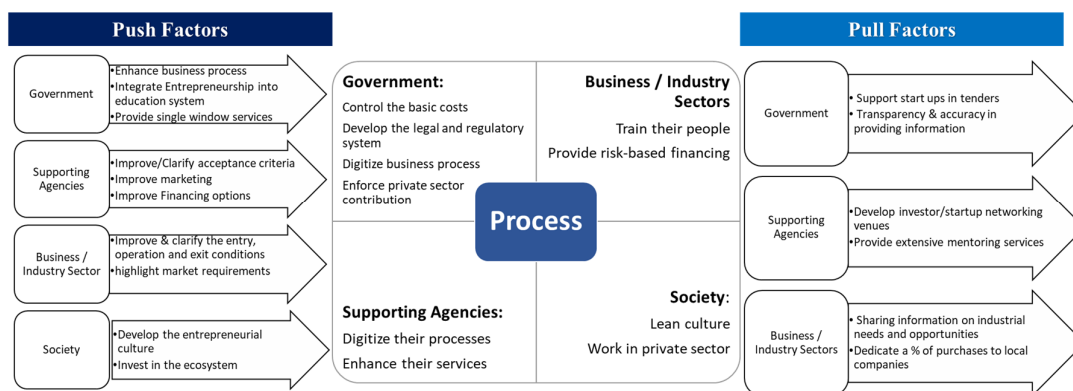 Push Factors
Government
•Enhance business process
•Integrate Entrepreneurship into
education system
•Provide single window services
Supporting
Agencies
•Improve/Clarify acceptance criteria
•Improve marketing
•Improve Financing options
Business /
Industry Sector
•Improve & clarify the entry,
operation and exit conditions
•highlight market requirements
Society
•Develop the entrepreneurial
culture
•Invest in the ecosystem
Government:
Control the basic costs
Develop the legal and regulatory
system
Digitize business process
Enforce private sector
contribution
Business / Industry
Sectors
Train their people
Provide risk-based financing
Process
Supporting Agencies:
Digitize their processes
Enhance their services
Society:
Lean culture
Work in private sector
Pull Factors
Government
• Support start ups in tenders
• Transparency & accuracy in
providing information
Supporting
Agencies
•Develop investor/startup networking
venues
•Provide extensive mentoring services
Business /
Industry Sectors
• Sharing information on industrial
needs and opportunities
•Dedicate a % of purchases to local
companies